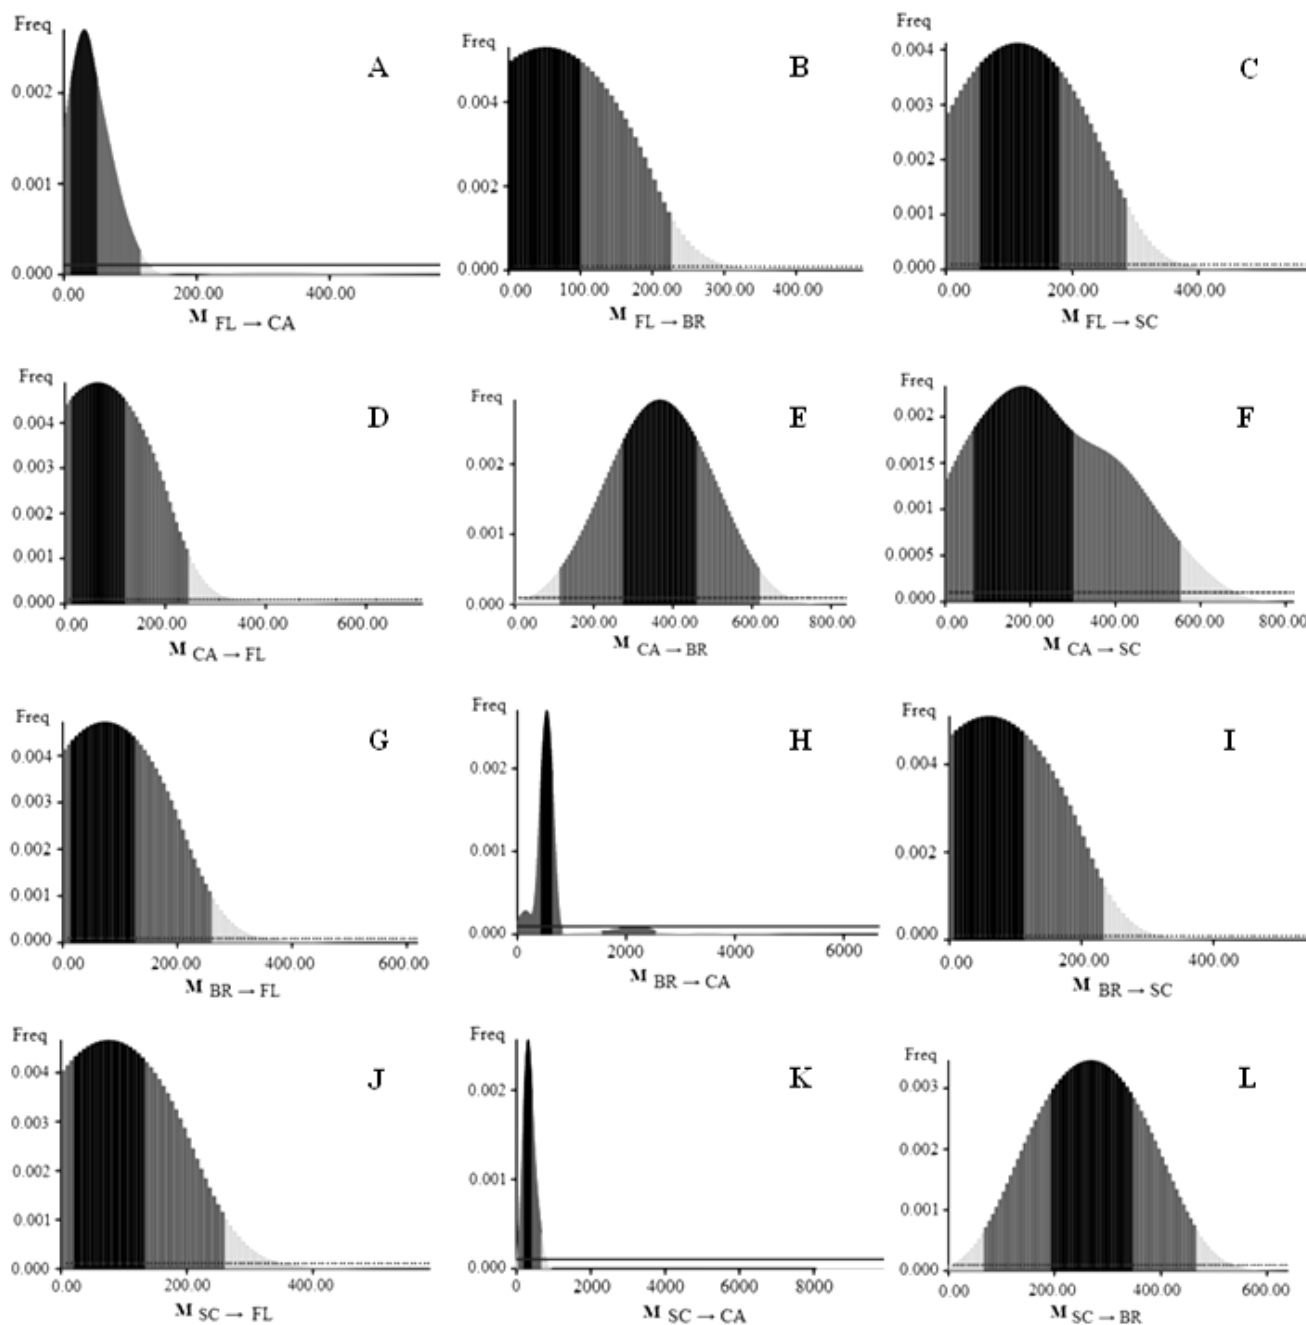 Freq
A
0.002
0.001
0.000
0.00 200.00 400.00
M FL → CA
Freq
B
0.004
0.002
0.000
0.00 100.00 200.00 300.00 400.00
M FL → BR
Freq
C
0.004
0.003
0.002
0.001
0.000
0.00 200.00 400.00
M FL → SC
Freq
D
0.004
0.003
0.002
0.001
0.000
0.00 200.00 400.00 600.00
M CA → FL
Freq
E
0.002
0.001
0.000
0.00 200.00 400.00 600.00 800.00
M CA → BR
Freq
F
0.002
0.0015
0.001
0.0005
0.000
0.00 200.00 400.00 600.00 800.00
M CA → SC
Freq
G
0.004
0.003
0.002
0.001
0.000
0.00 200.00 400.00 600.00
M BR → FL
Freq
H
0.002
0.001
0.000
0 2000 4000 6000
M BR → CA
Freq
I
0.004
0.002
0.000
0.00 200.00 400.00
M BR → SC
Freq
J
0.004
0.003
0.002
0.001
0.000
0.00 200.00 400.00
M SC → FL
Freq
K
0.002
0.001
0.000
0 2000 4000 6000 8000
M SC → CA
Freq
L
0.003
0.002
0.001
0.000
0.00 200.00 400.00 600.00
M SC → BR